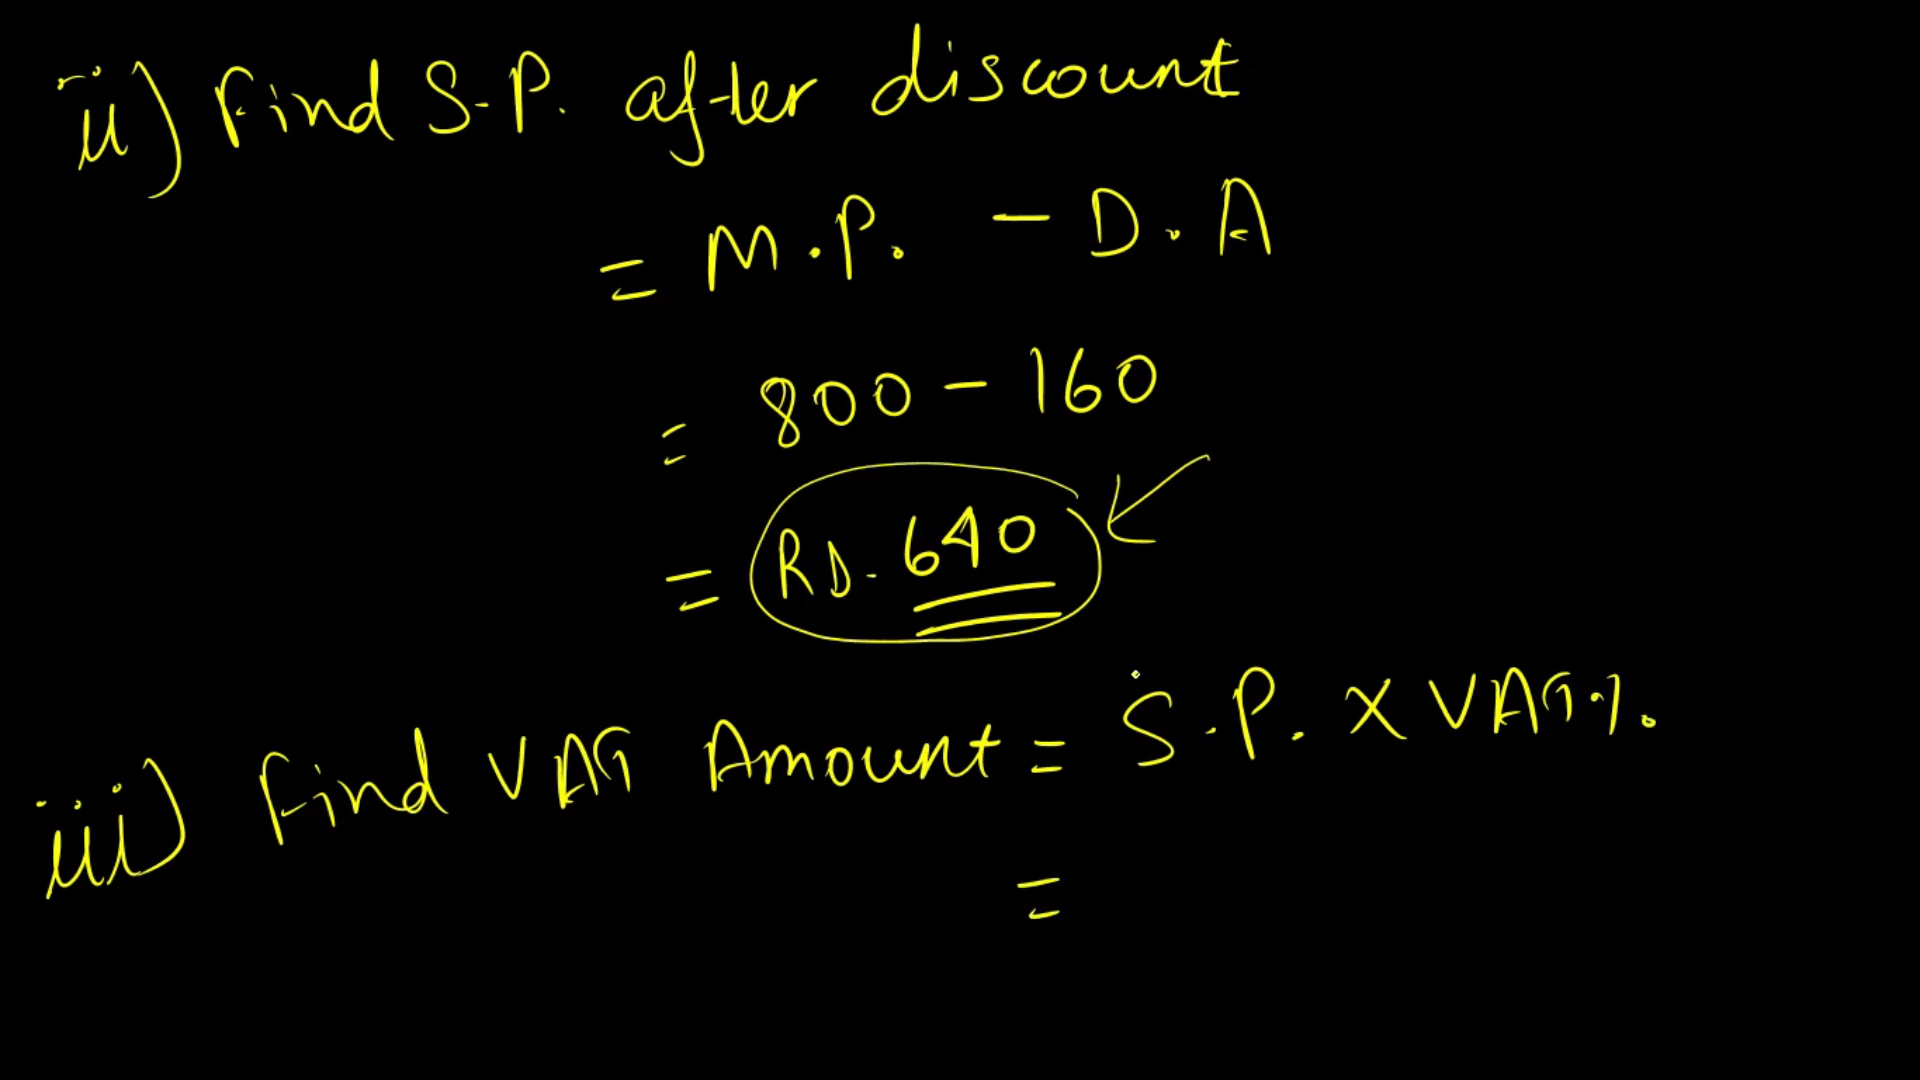 ii) Find S.P. after discount
= M.P. - D.A
= 800 - 160
= Rs. 640
iii) Find VAT Amount = S.P. X VAT%.
=